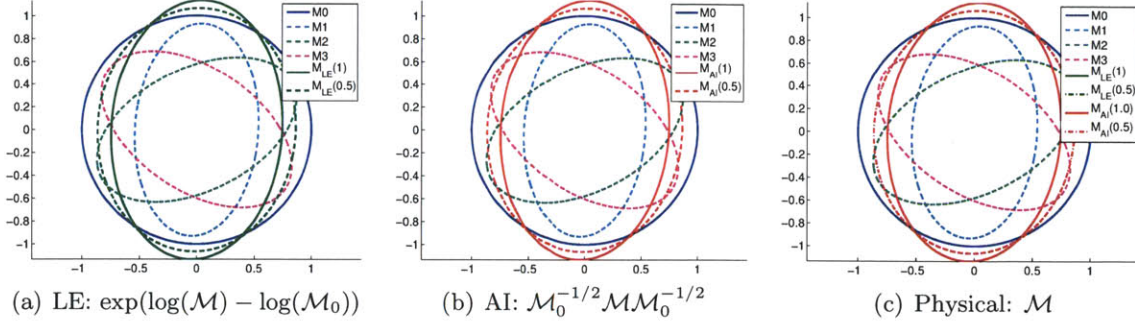 1
0.8
0.6
0.4
0.2
0
−0.2
−0.4
−0.6
−0.8
−1
−1 −0.5 0 0.5 1
M0
M1
M2
M3
M_LE(1)
M_LE(0.5)
(a) LE: exp(log(ℳ) − log(ℳ₀))
1
0.8
0.6
0.4
0.2
0
−0.2
−0.4
−0.6
−0.8
−1
−1 −0.5 0 0.5 1
M0
M1
M2
M3
M_AI(1)
M_AI(0.5)
(b) AI: ℳ₀^{−1/2}ℳℳ₀^{−1/2}
1
0.8
0.6
0.4
0.2
0
−0.2
−0.4
−0.6
−0.8
−1
−1 −0.5 0 0.5 1
M0
M1
M2
M3
M_LE(1)
M_LE(0.5)
M_AI(1.0)
M_AI(0.5)
(c) Physical: ℳ